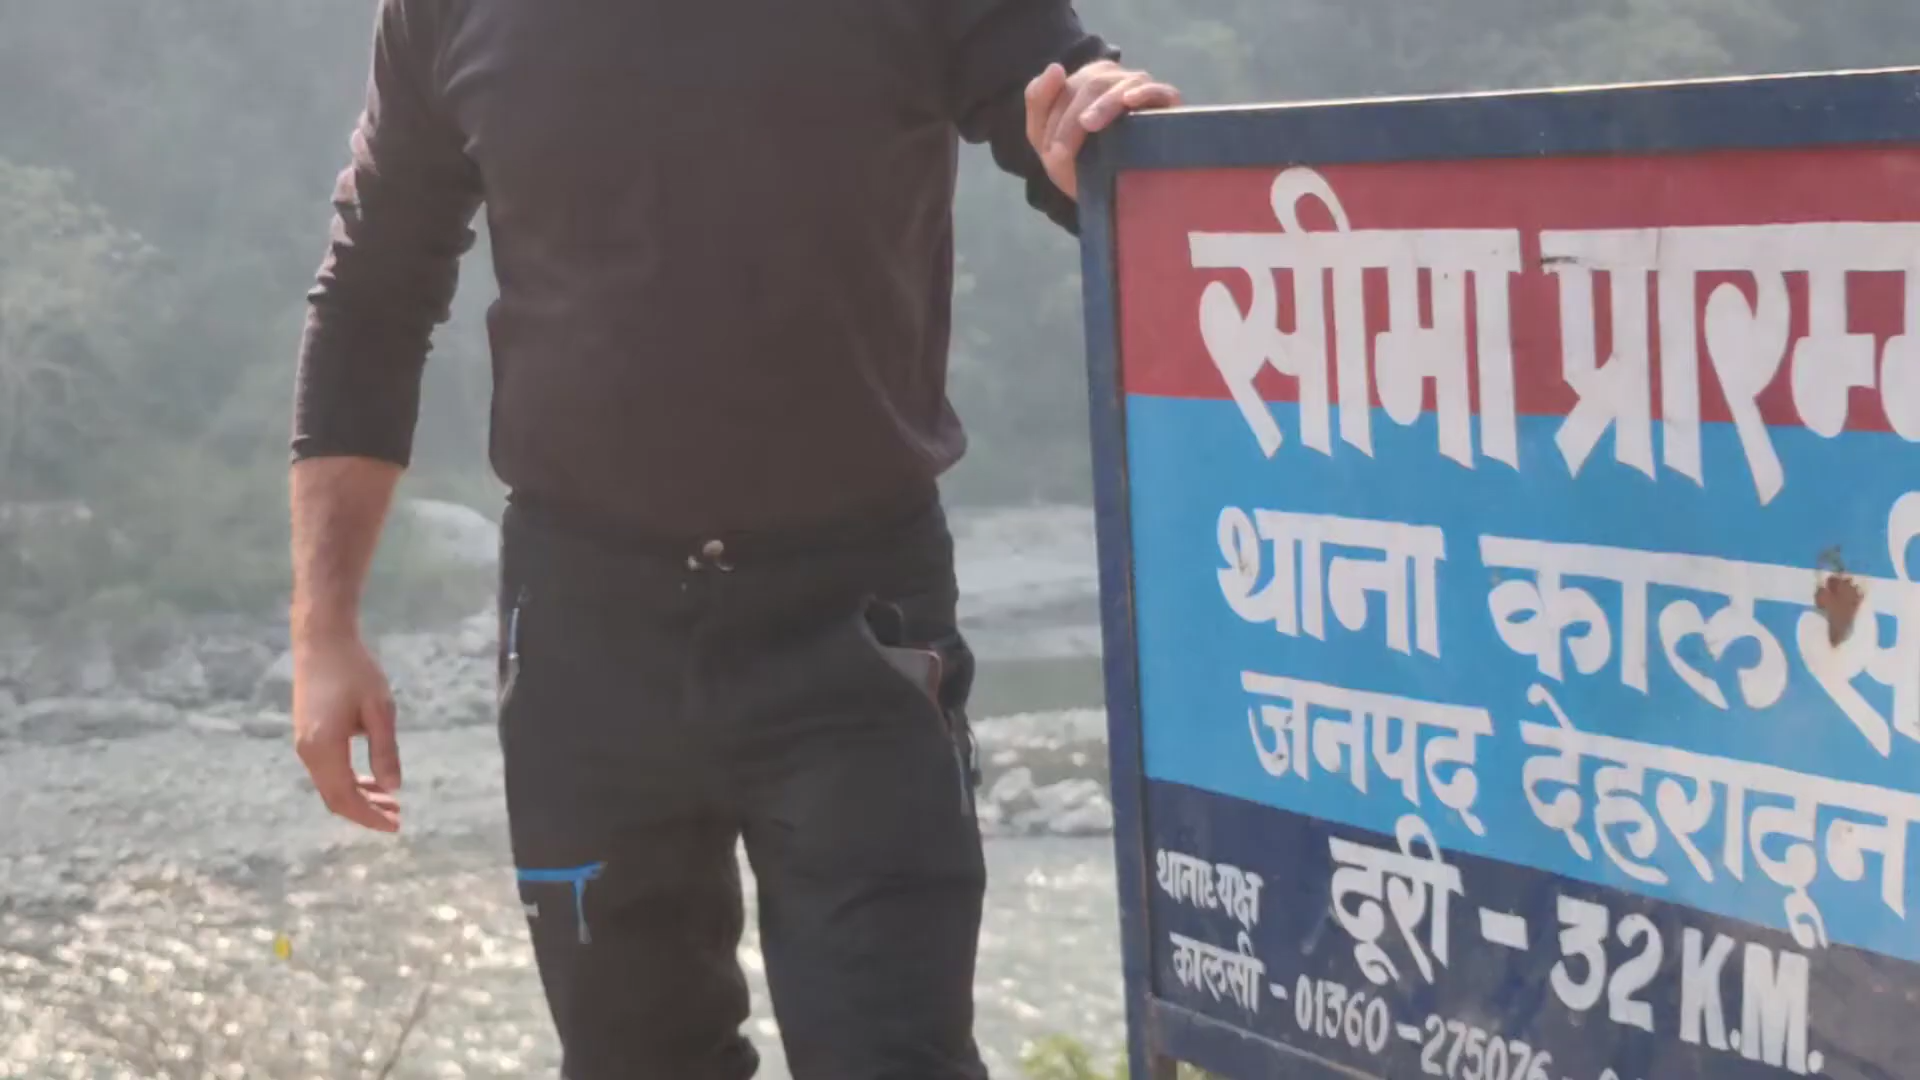 सीमा प्रारम्भ
थाना कालसी
जनपद देहरादून
दूरी - 32 K.M.
थानाध्यक्ष
कालसी - 01360 - 275076